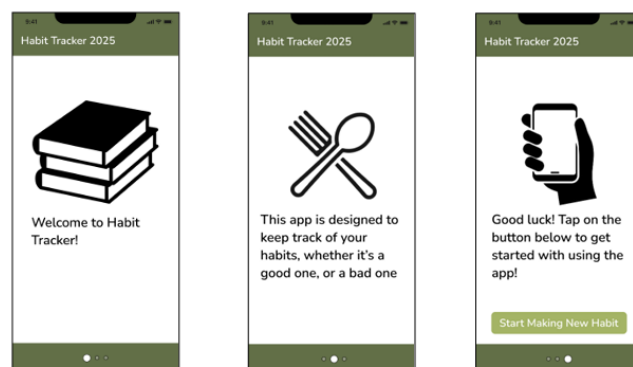 9:41
Habit Tracker 2025
Welcome to Habit
Tracker!
9:41
Habit Tracker 2025
This app is designed to
keep track of your
habits, whether it's a
good one, or a bad one
9:41
Habit Tracker 2025
Good luck! Tap on the
button below to get
started with using the
app!
Start Making New Habit